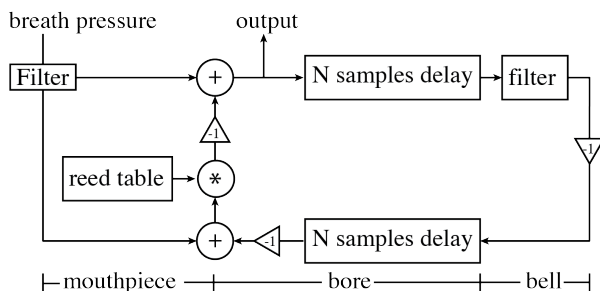 breath pressure
output
Filter
+
N samples delay
filter
-1
-1
reed table
*
+
-1
N samples delay
mouthpiece
bore
bell